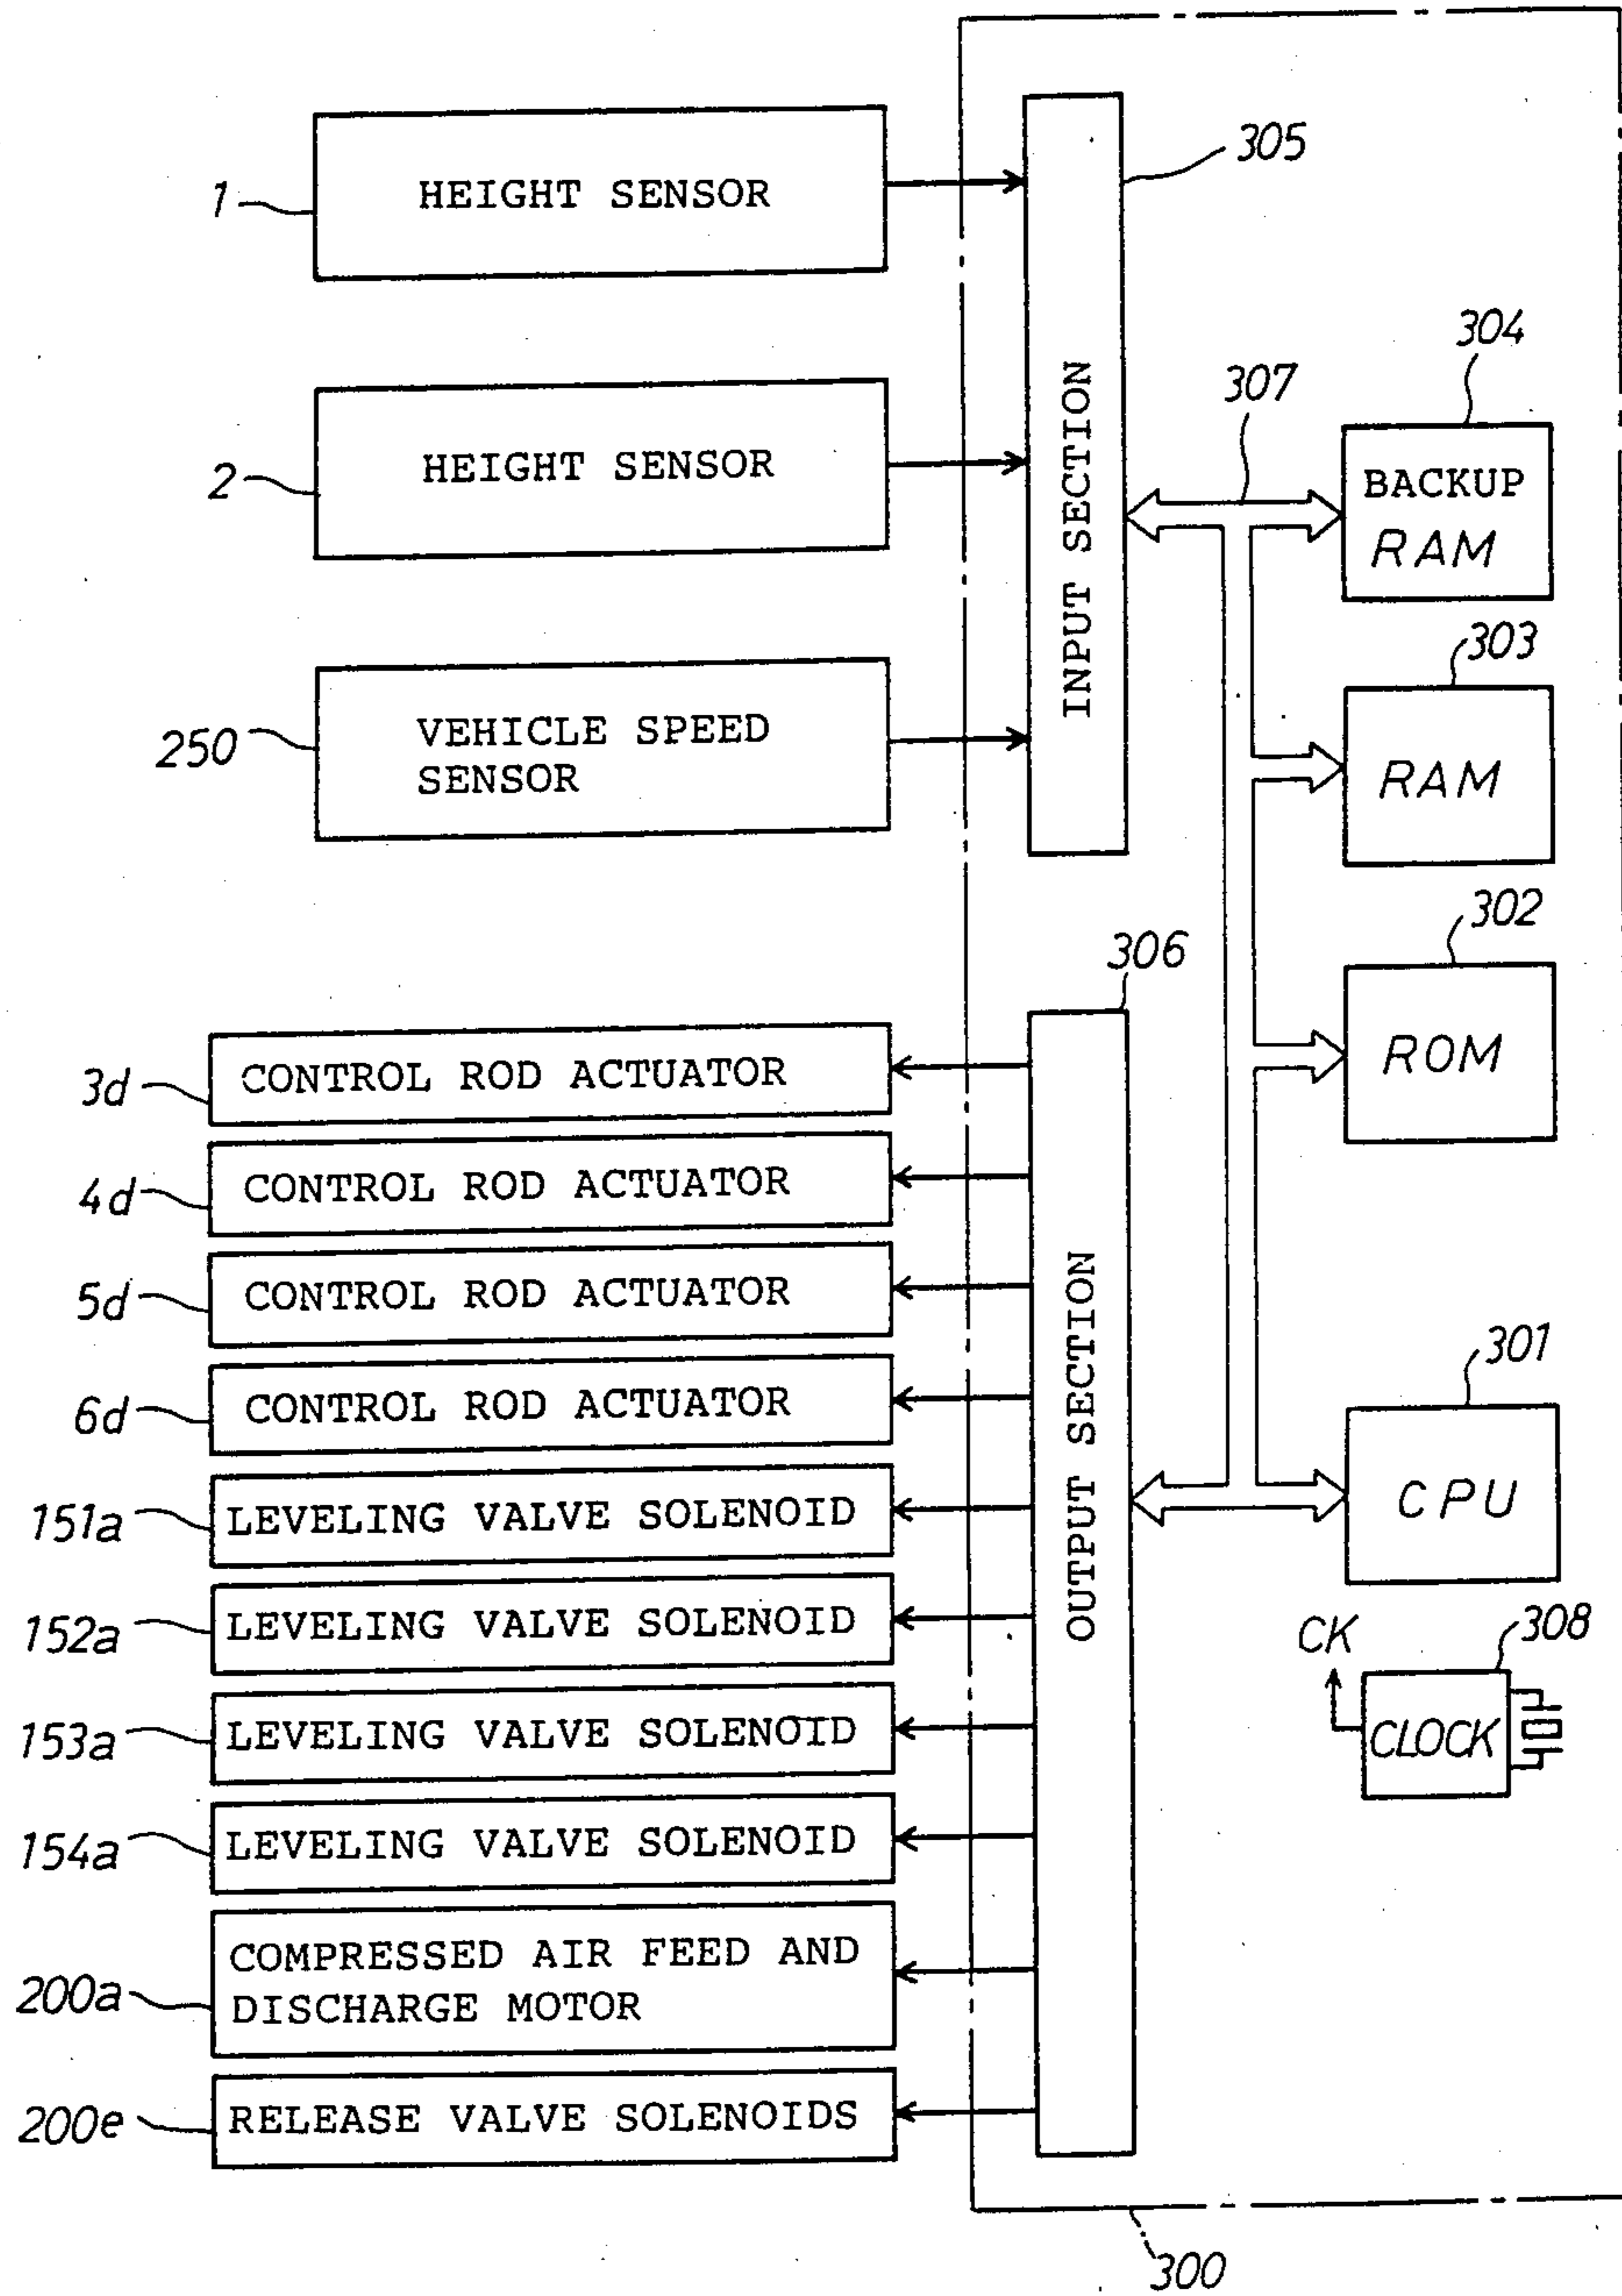 1
HEIGHT SENSOR
305
2
HEIGHT SENSOR
INPUT SECTION
307
304
BACKUP
RAM
250
VEHICLE SPEED
SENSOR
303
RAM
302
ROM
306
3d
CONTROL ROD ACTUATOR
4d
CONTROL ROD ACTUATOR
5d
CONTROL ROD ACTUATOR
6d
CONTROL ROD ACTUATOR
151a
LEVELING VALVE SOLENOID
152a
LEVELING VALVE SOLENOID
153a
LEVELING VALVE SOLENOID
154a
LEVELING VALVE SOLENOID
200a
COMPRESSED AIR FEED AND
DISCHARGE MOTOR
200e
RELEASE VALVE SOLENOIDS
OUTPUT SECTION
301
CPU
CK
308
CLOCK
300